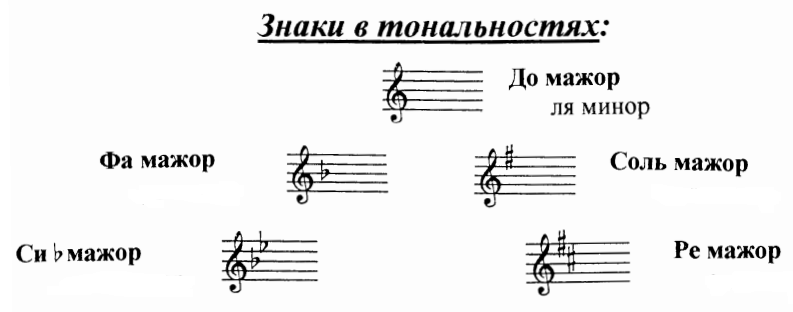 Знаки в тональностях:
До мажор
ля минор
Фа мажор
Соль мажор
Си ♭ мажор
Ре мажор